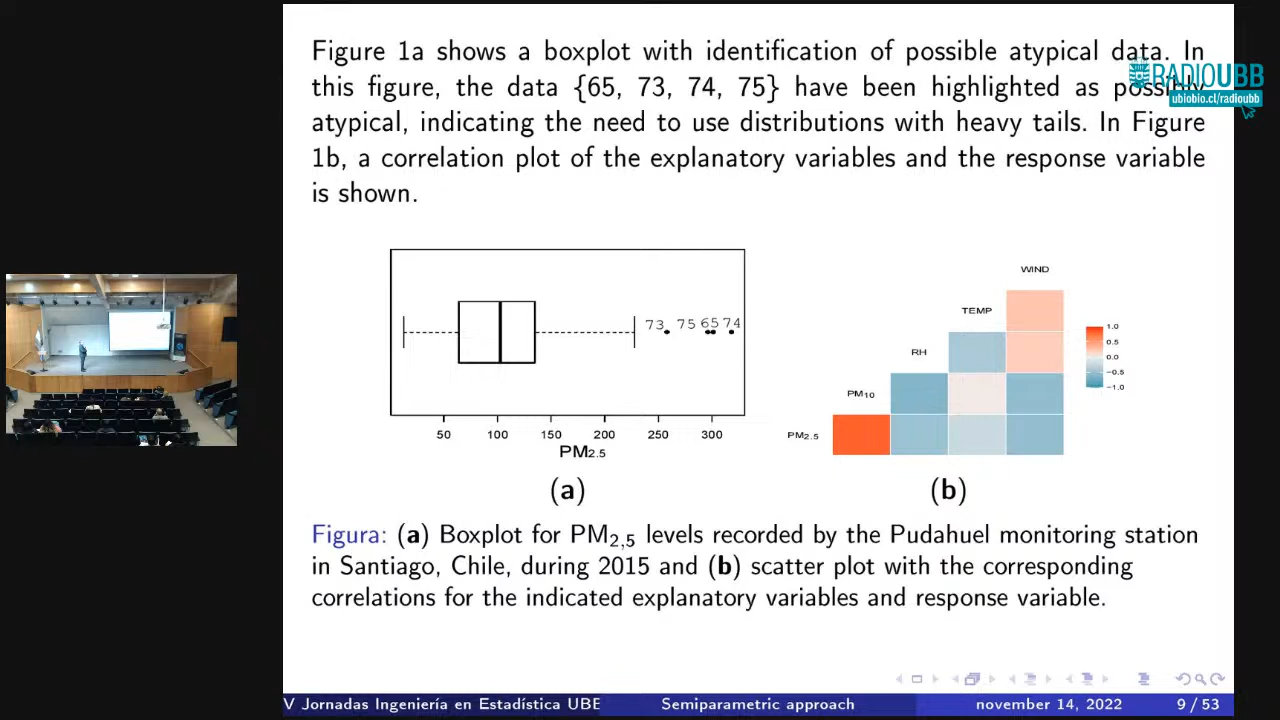 Figure 1a shows a boxplot with identification of possible atypical data. In
this figure, the data {65, 73, 74, 75} have been highlighted as possibly
atypical, indicating the need to use distributions with heavy tails. In Figure
1b, a correlation plot of the explanatory variables and the response variable
is shown.
RADIOUBB
ubiobio.cl/radioubb
73 75 65 74
50 100 150 200 250 300
PM2.5
(a)
WIND
TEMP
RH
PM10
PM2.5
1.0
0.5
0.0
−0.5
−1.0
(b)
Figura: (a) Boxplot for PM2,5 levels recorded by the Pudahuel monitoring station
in Santiago, Chile, during 2015 and (b) scatter plot with the corresponding
correlations for the indicated explanatory variables and response variable.
V Jornadas Ingeniería en Estadística UBB Semiparametric approach november 14, 2022 9 / 53